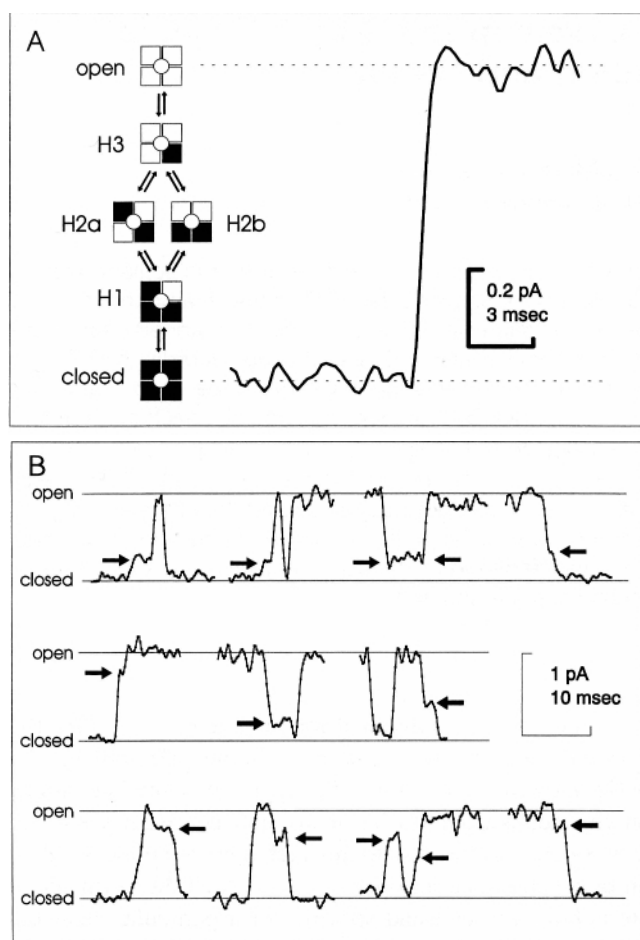 A
open
H3
H2a H2b
H1
closed
0.2 pA
3 msec
B
open
closed
open
closed
1 pA
10 msec
open
closed